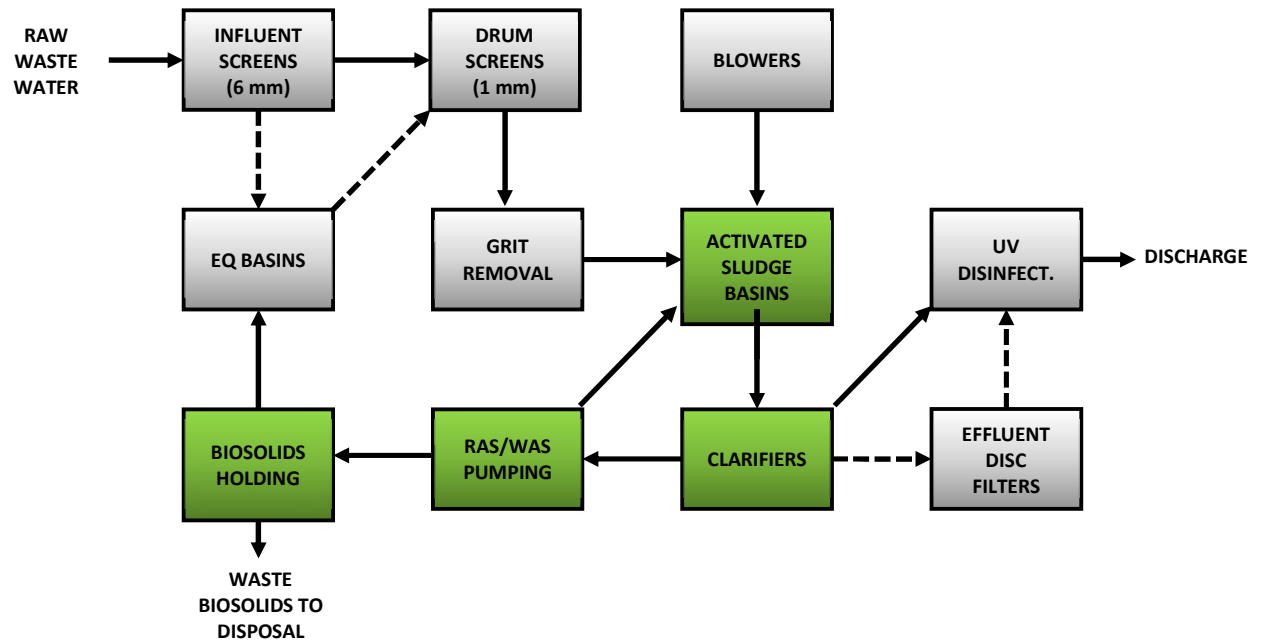 RAW
WASTE
WATER
INFLUENT
SCREENS
(6 mm)
DRUM
SCREENS
(1 mm)
BLOWERS
EQ BASINS
GRIT
REMOVAL
ACTIVATED
SLUDGE
BASINS
UV
DISINFECT.
DISCHARGE
BIOSOLIDS
HOLDING
RAS/WAS
PUMPING
CLARIFIERS
EFFLUENT
DISC
FILTERS
WASTE
BIOSOLIDS TO
DISPOSAL